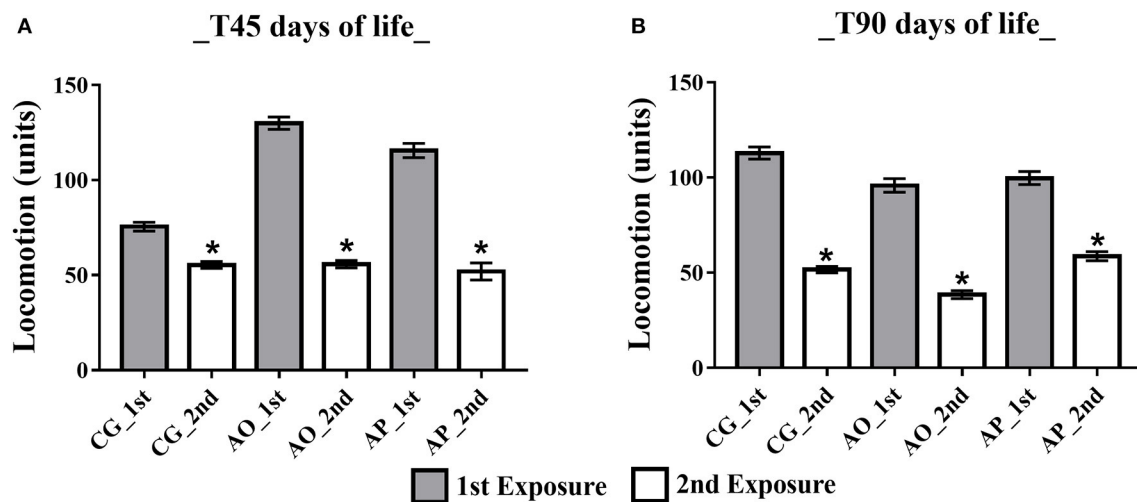 A
_T45 days of life_
Locomotion (units)
150
100
50
0
*
*
*
CG_1st
CG_2nd
AO_1st
AO_2nd
AP_1st
AP_2nd
B
_T90 days of life_
Locomotion (units)
150
100
50
0
*
*
*
CG_1st
CG_2nd
AO_1st
AO_2nd
AP_1st
AP_2nd
1st Exposure
2nd Exposure